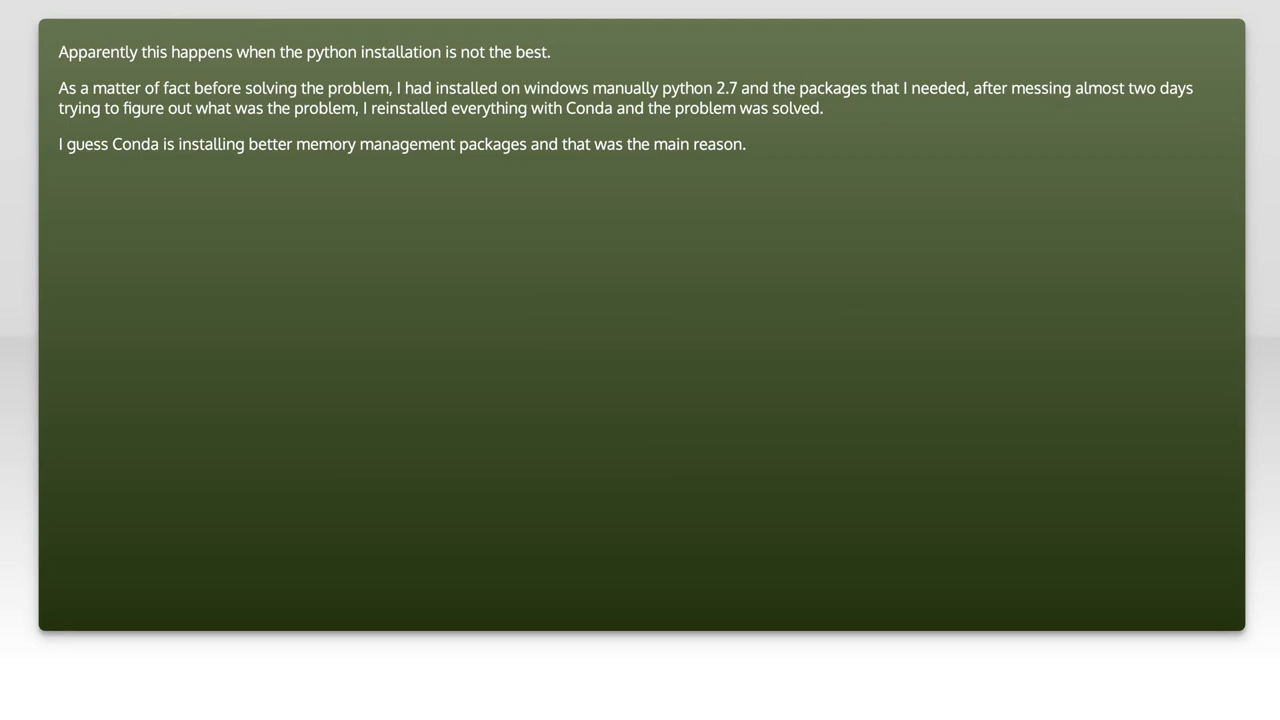 Apparently this happens when the python installation is not the best.
As a matter of fact before solving the problem, I had installed on windows manually python 2.7 and the packages that I needed, after messing almost two days
trying to figure out what was the problem, I reinstalled everything with Conda and the problem was solved.
I guess Conda is installing better memory management packages and that was the main reason.